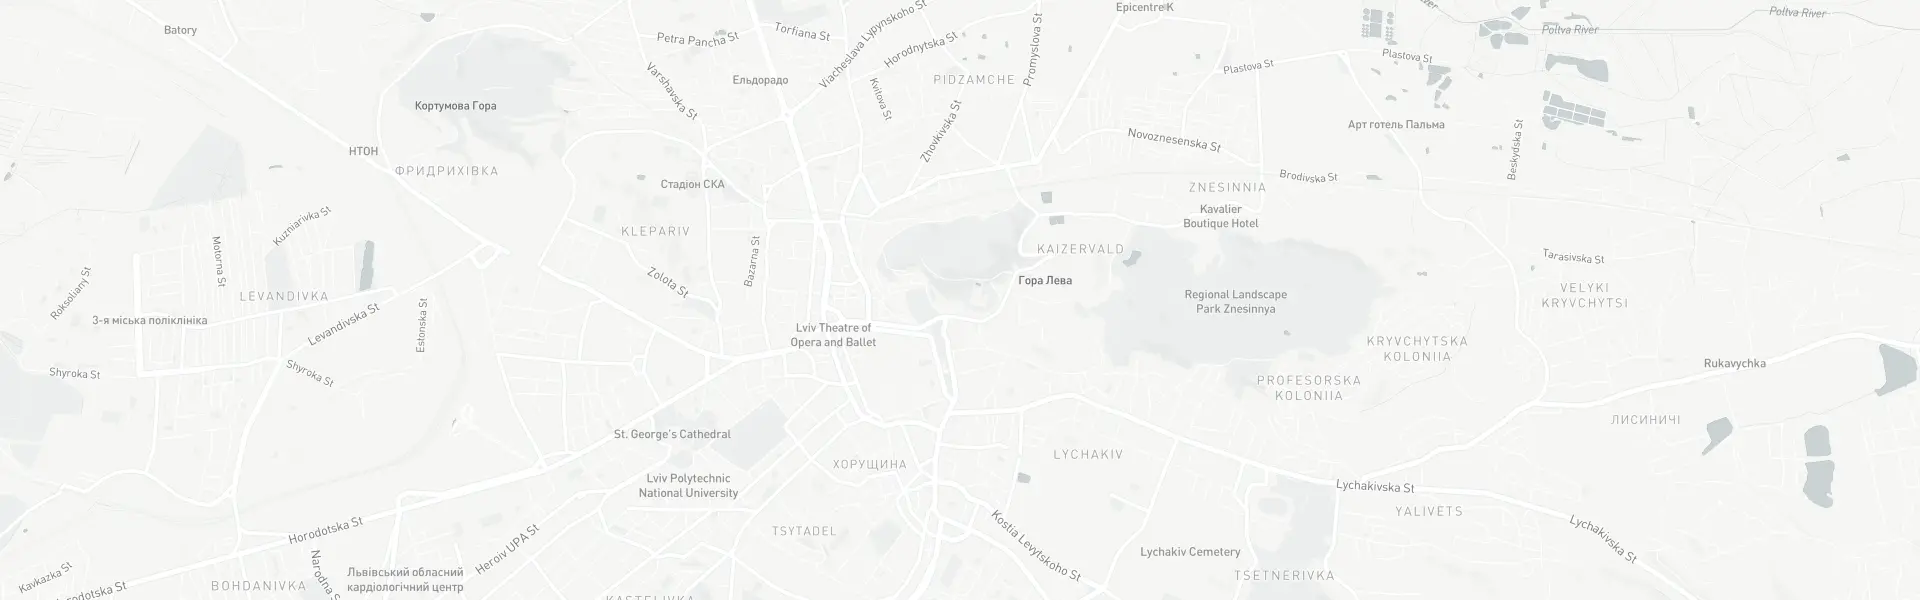 Epicentre K
Poltva River
Batory
Torfiana St
Petra Pancha St
Viacheslava Lypynskoho St
Horodnytska St
Promyslova St
Poltva River
Plastova St
Plastova St
Varshavska St
Ельдорадо
Kvitova St
PIDZAMCHE
Кортумова Гора
Zhovkivska St
Novoznesenska St
Арт готель Пальма
Beskydska St
НТОН
ФРИДРИХІВКА
Стадіон СКА
ZNESINNIA
Brodivska St
Kuzniarivka St
KLEPARIV
Kavalier
Boutique Hotel
Motorna St
Bazarna St
KAIZERVALD
Tarasivska St
Roksoliany St
Zolota St
Гора Лева
LEVANDIVKA
Regional Landscape
Park Znesinnya
VELYKI
KRYVCHYTSI
3-я міська поліклініка
Levandivska St
Estonska St
Lviv Theatre of
Opera and Ballet
KRYVCHYTSKA
KOLONIIA
Rukavychka
Shyroka St
Shyroka St
PROFESORSKA
KOLONIIA
ЛИСИНИЧІ
St. George's Cathedral
ХОРУЩИНА
LYCHAKIV
Lviv Polytechnic
National University
Lychakivska St
Horodotska St
TSYTADEL
YALIVETS
Lychakivska St
Heroiv UPA St
Kostia Levytskoho St
Lychakiv Cemetery
Kavkazka St
Львівський обласний
кардіологічний центр
TSETNERIVKA
BOHDANIVKA